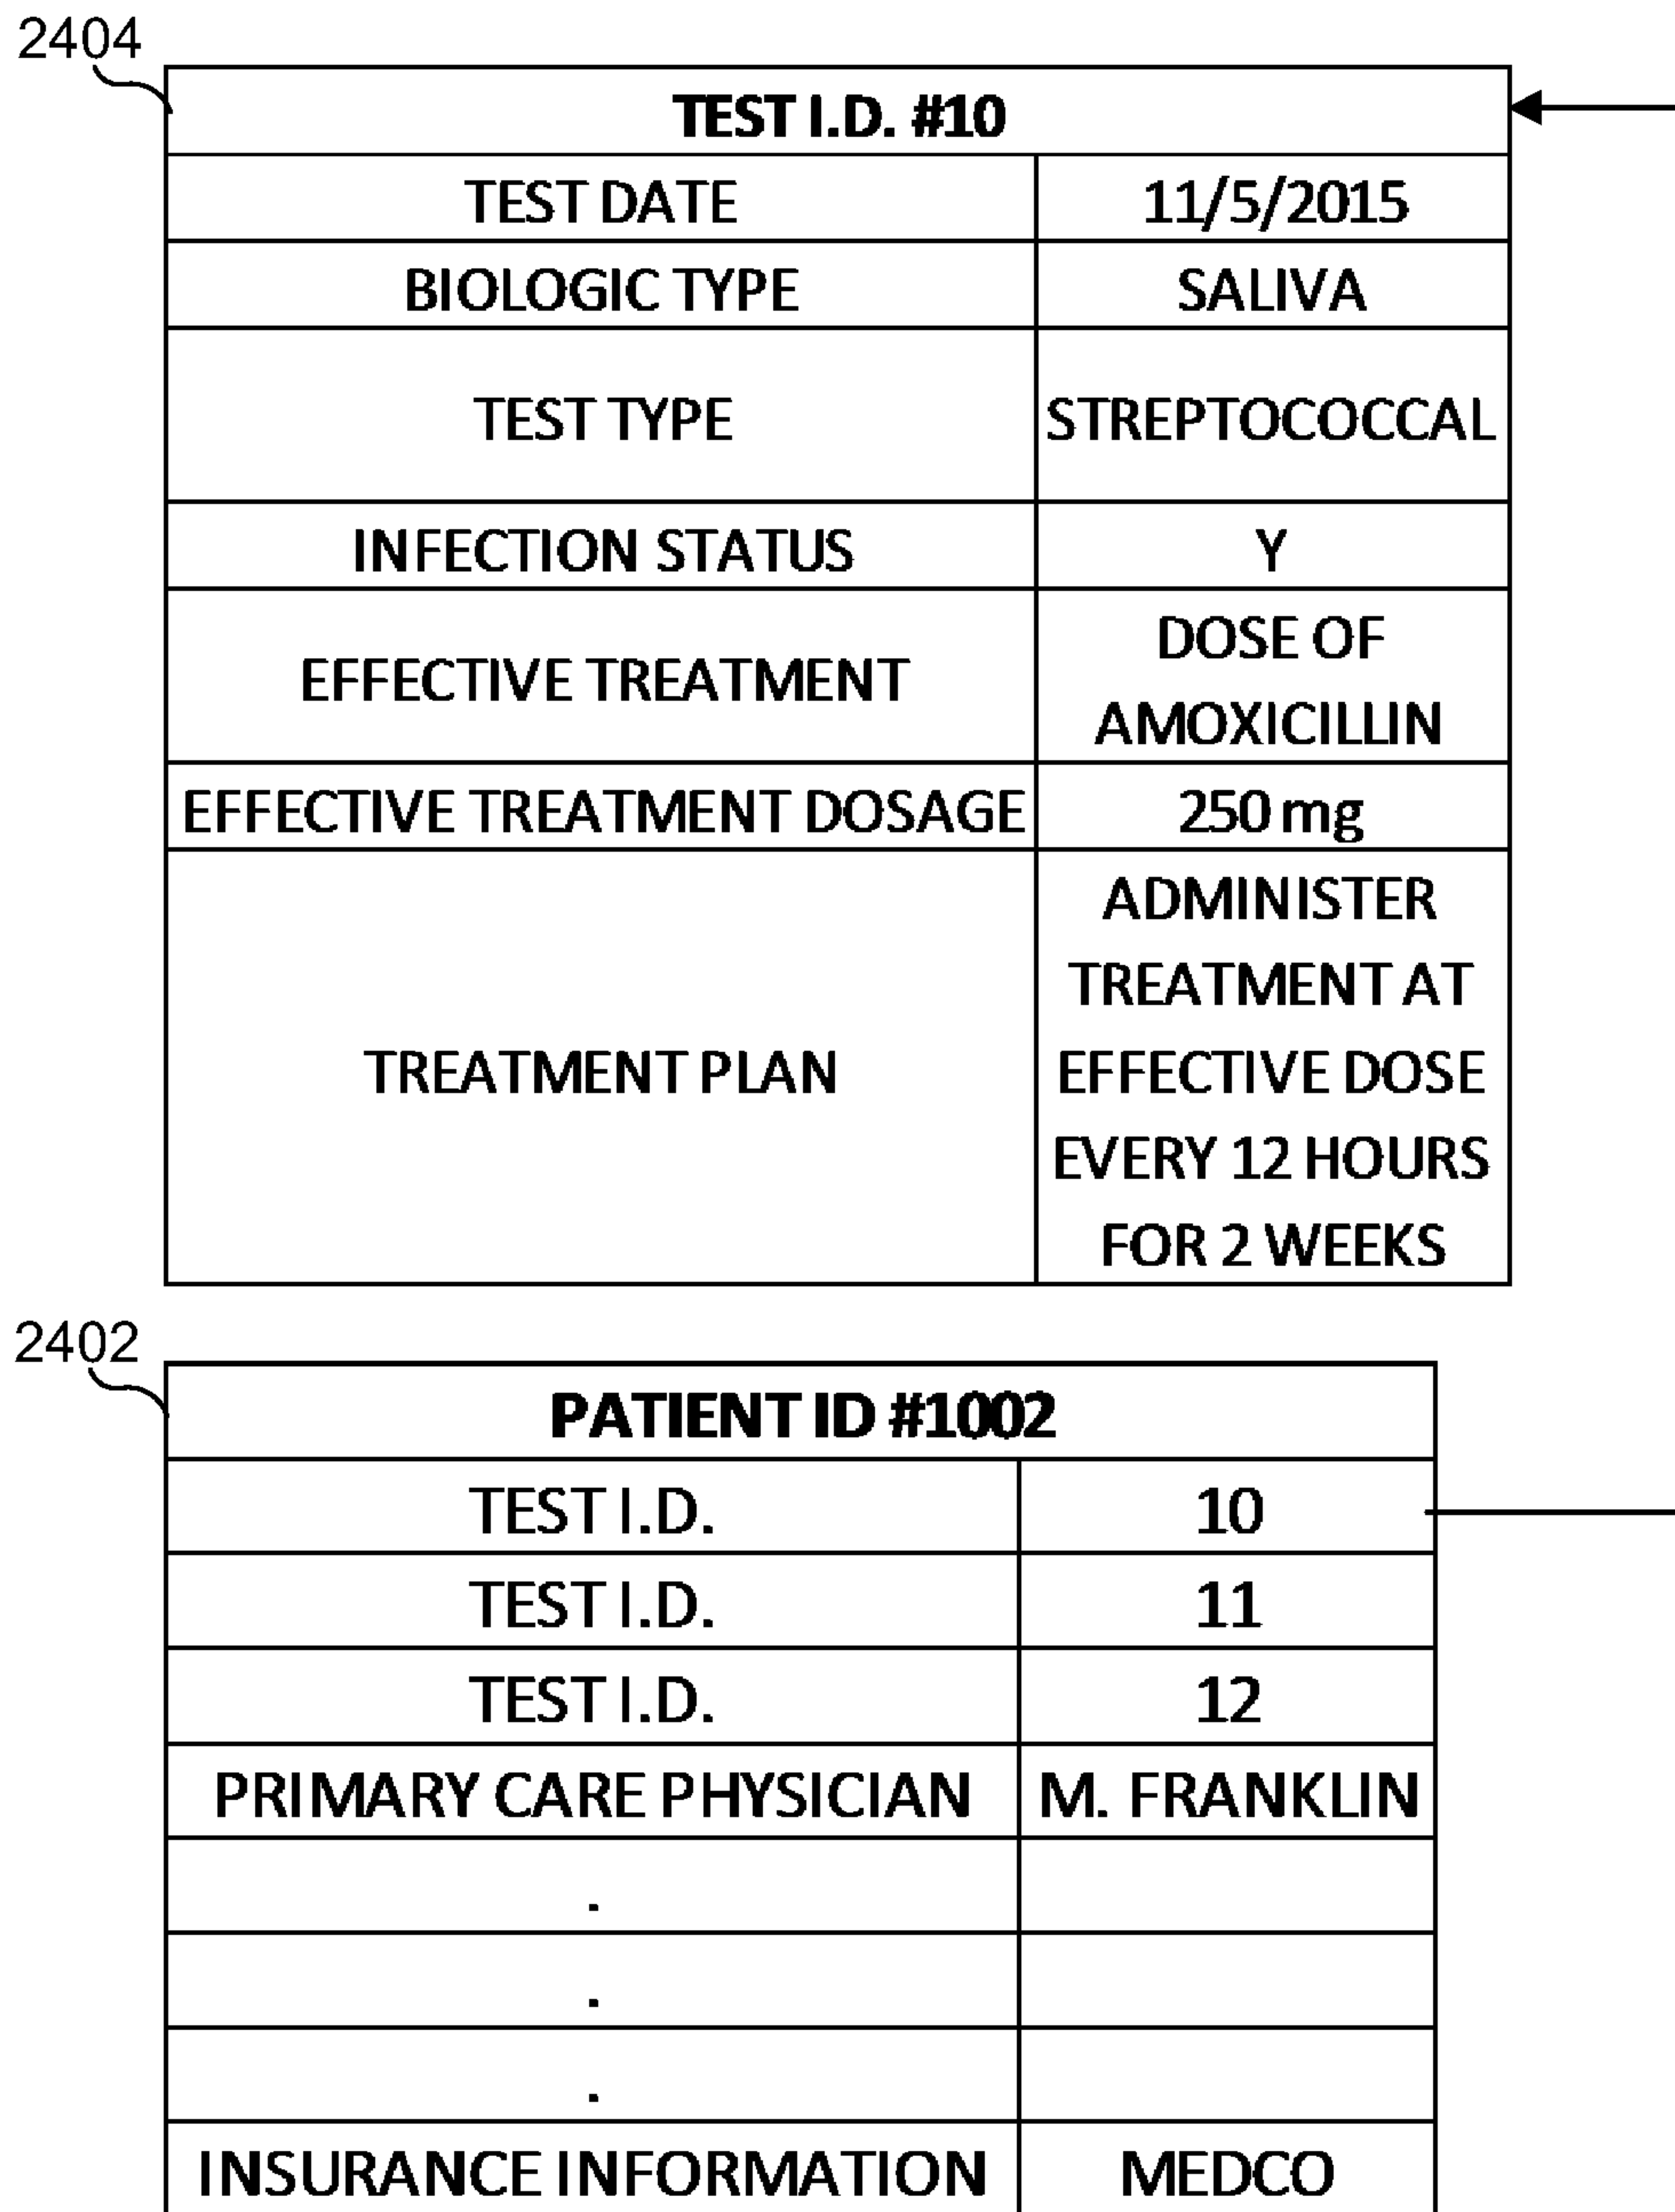 2404
TEST I.D. #10
TEST DATE 11/5/2015
BIOLOGIC TYPE SALIVA
TEST TYPE STREPTOCOCCAL
INFECTION STATUS Y
EFFECTIVE TREATMENT DOSE OF
AMOXICILLIN
EFFECTIVE TREATMENT DOSAGE 250 mg
TREATMENT PLAN ADMINISTER
TREATMENT AT
EFFECTIVE DOSE
EVERY 12 HOURS
FOR 2 WEEKS
2402
PATIENT ID #1002
TEST I.D. 10
TEST I.D. 11
TEST I.D. 12
PRIMARY CARE PHYSICIAN M. FRANKLIN
.
.
.
INSURANCE INFORMATION MEDCO